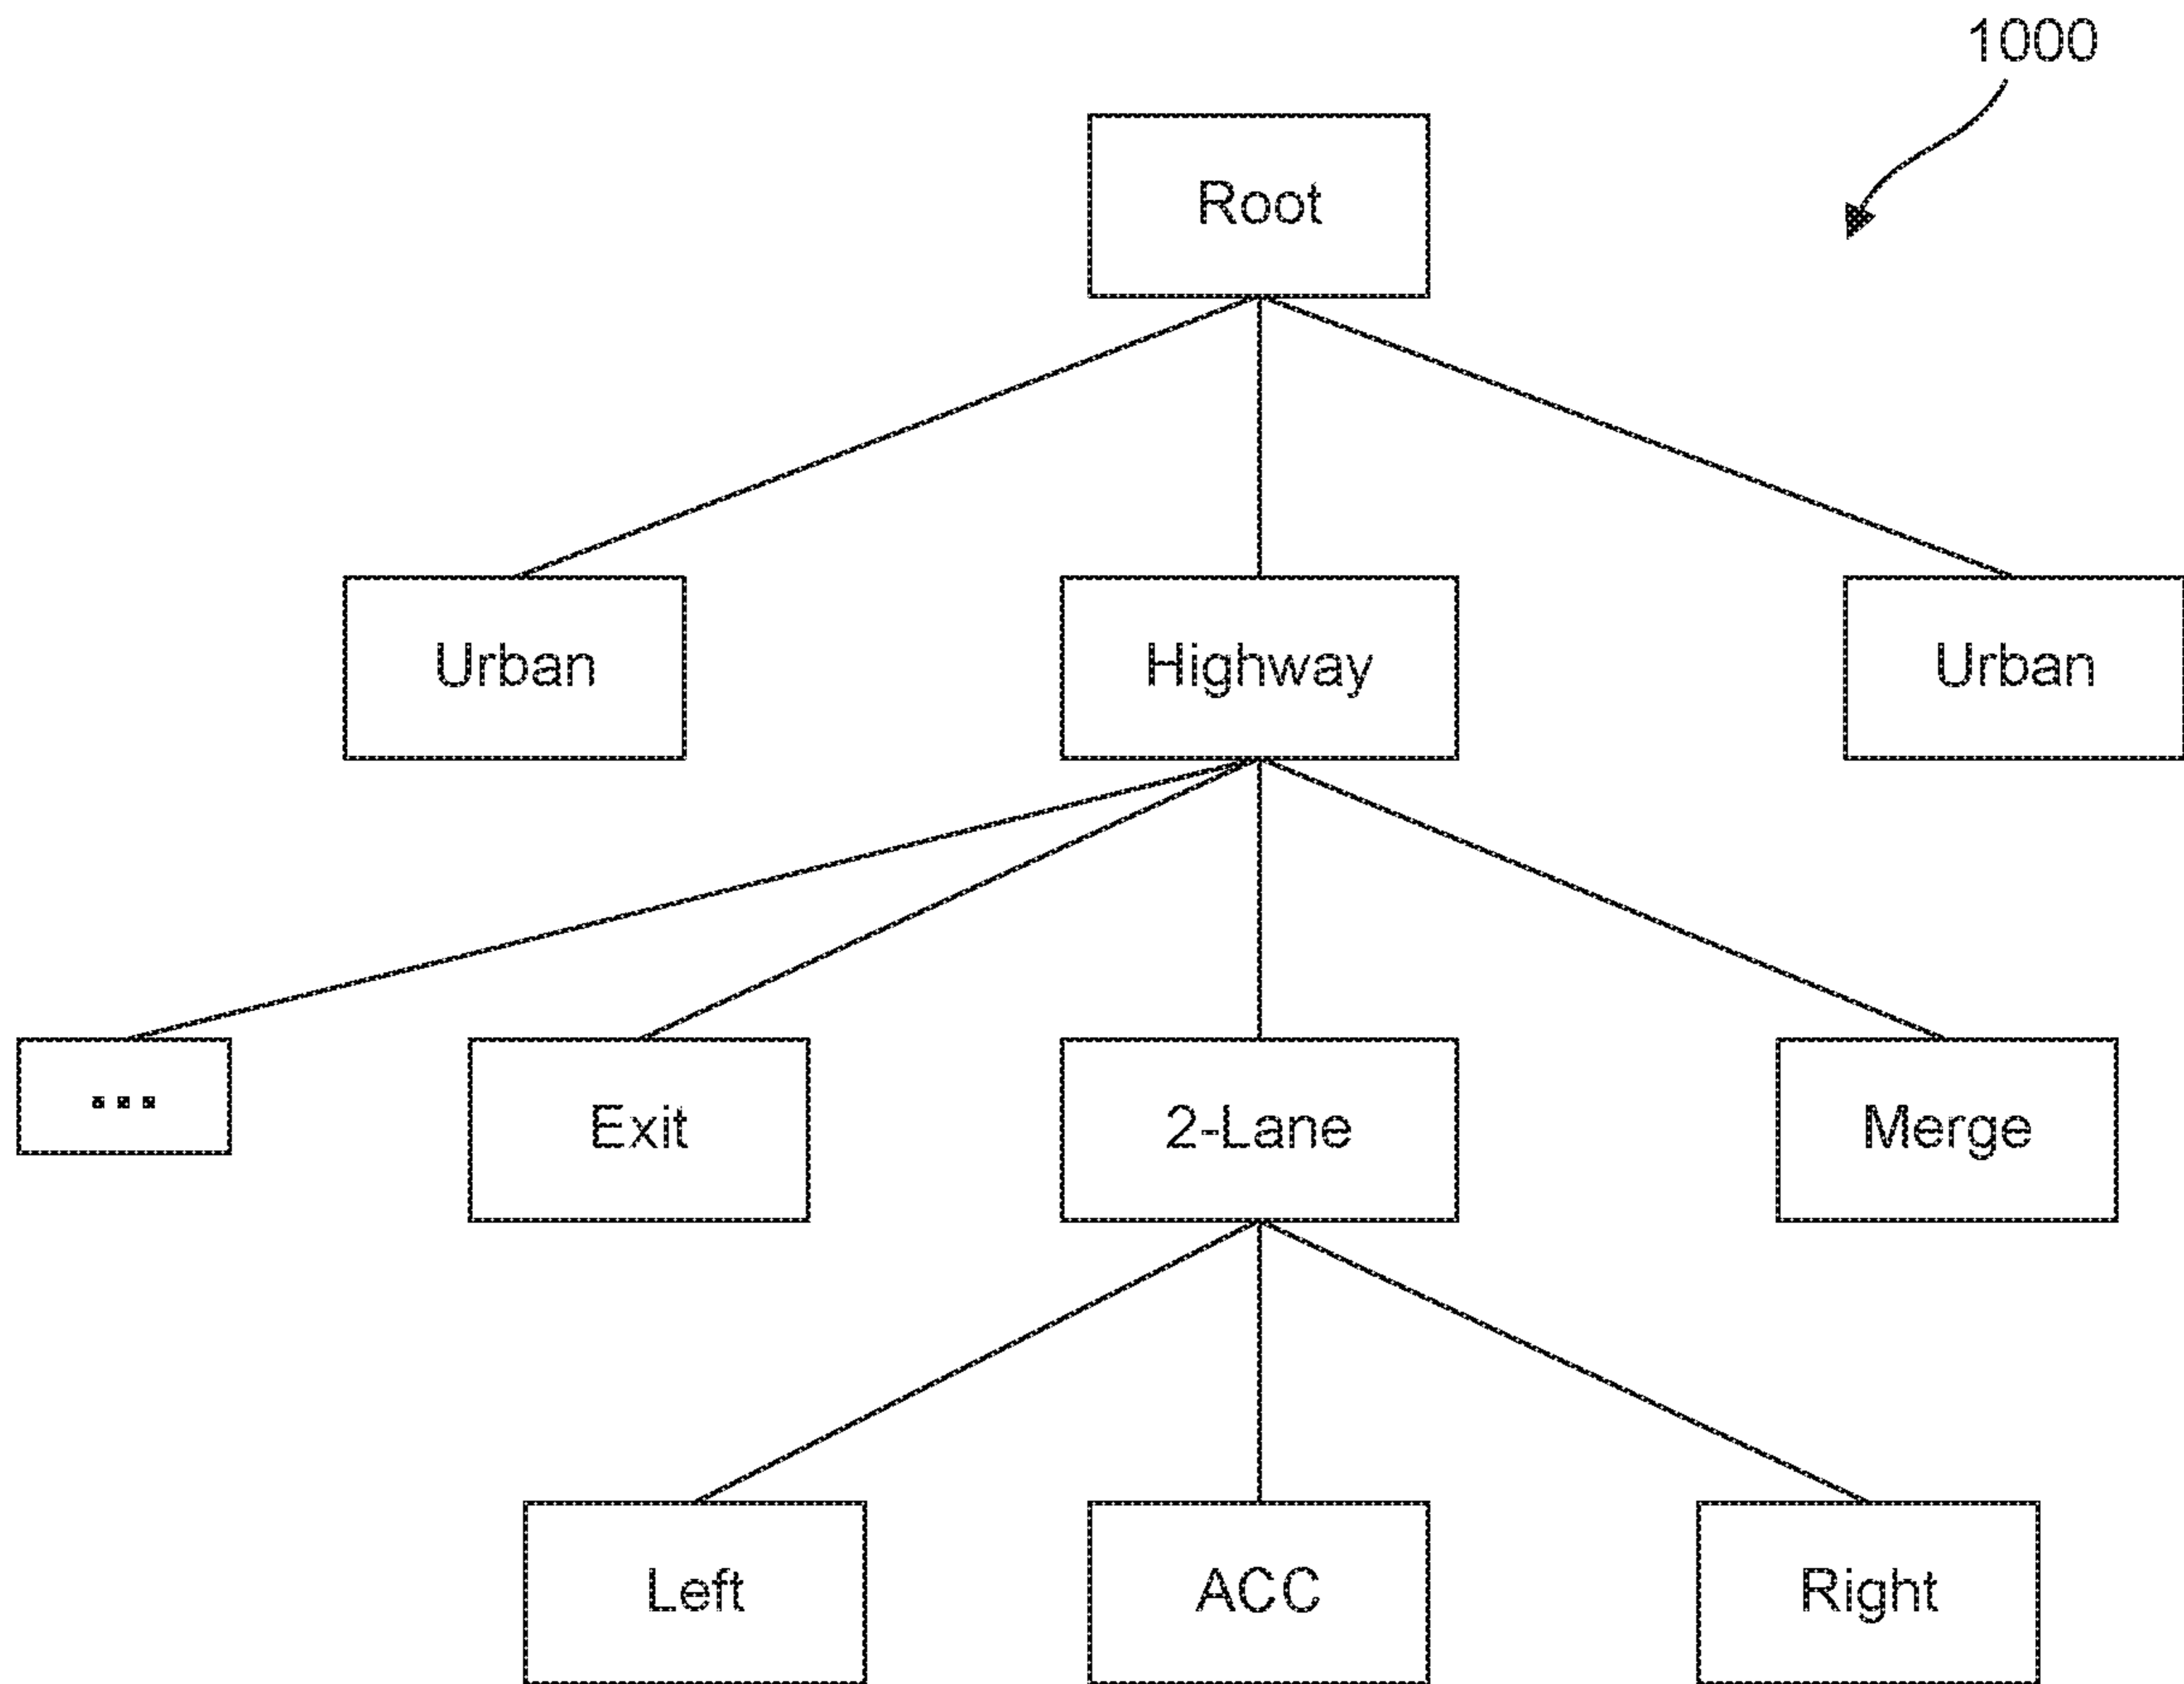 1000
Root
Urban
Highway
Urban
...
Exit
2-Lane
Merge
Left
ACC
Right